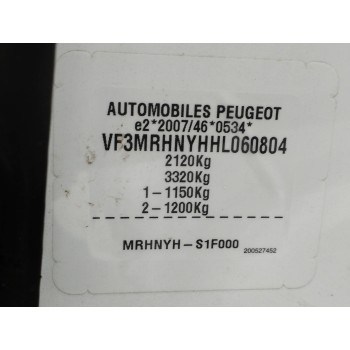 AUTOMOBILES PEUGEOT
e2*2007/46*0534*
VF3MRHNYHHL060804
2120Kg
3320Kg
1-1150Kg
2-1200Kg
MRHNYH-S1F000 200527452